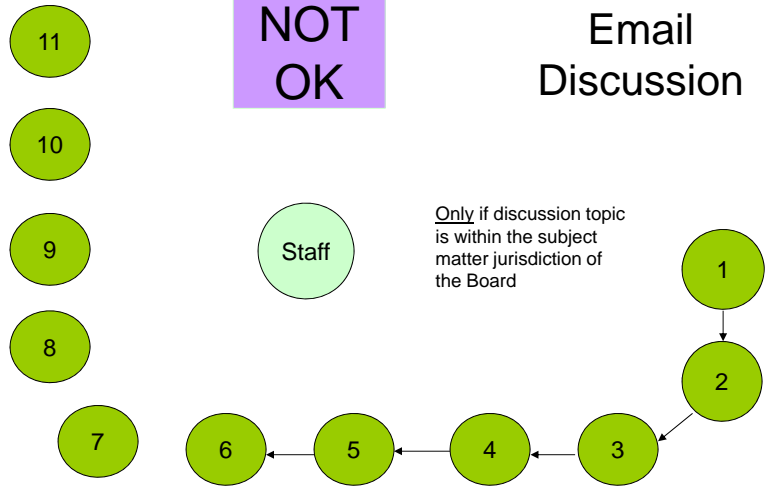 NOT
OK
Email
Discussion
11
10
9
8
7
Staff
Only if discussion topic
is within the subject
matter jurisdiction of
the Board
1
2
3
4
5
6